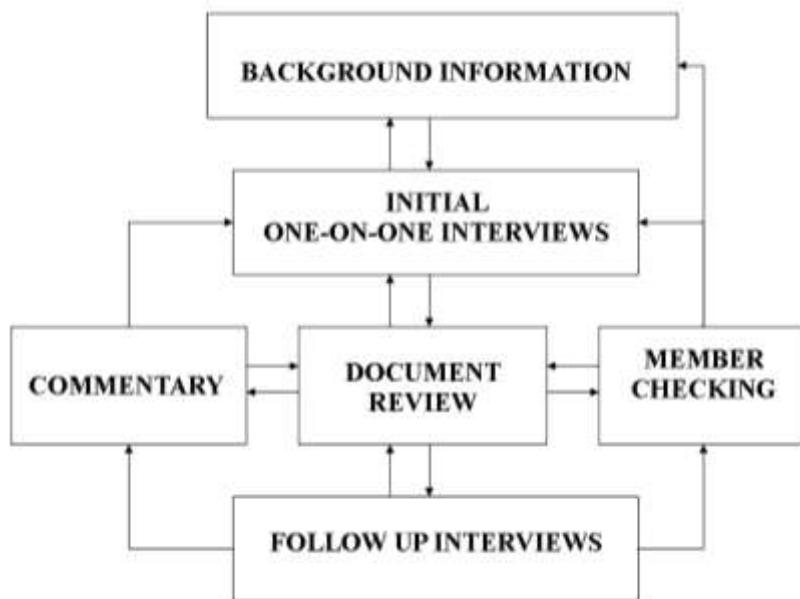 BACKGROUND INFORMATION
INITIAL
ONE-ON-ONE INTERVIEWS
COMMENTARY
DOCUMENT
REVIEW
MEMBER
CHECKING
FOLLOW UP INTERVIEWS